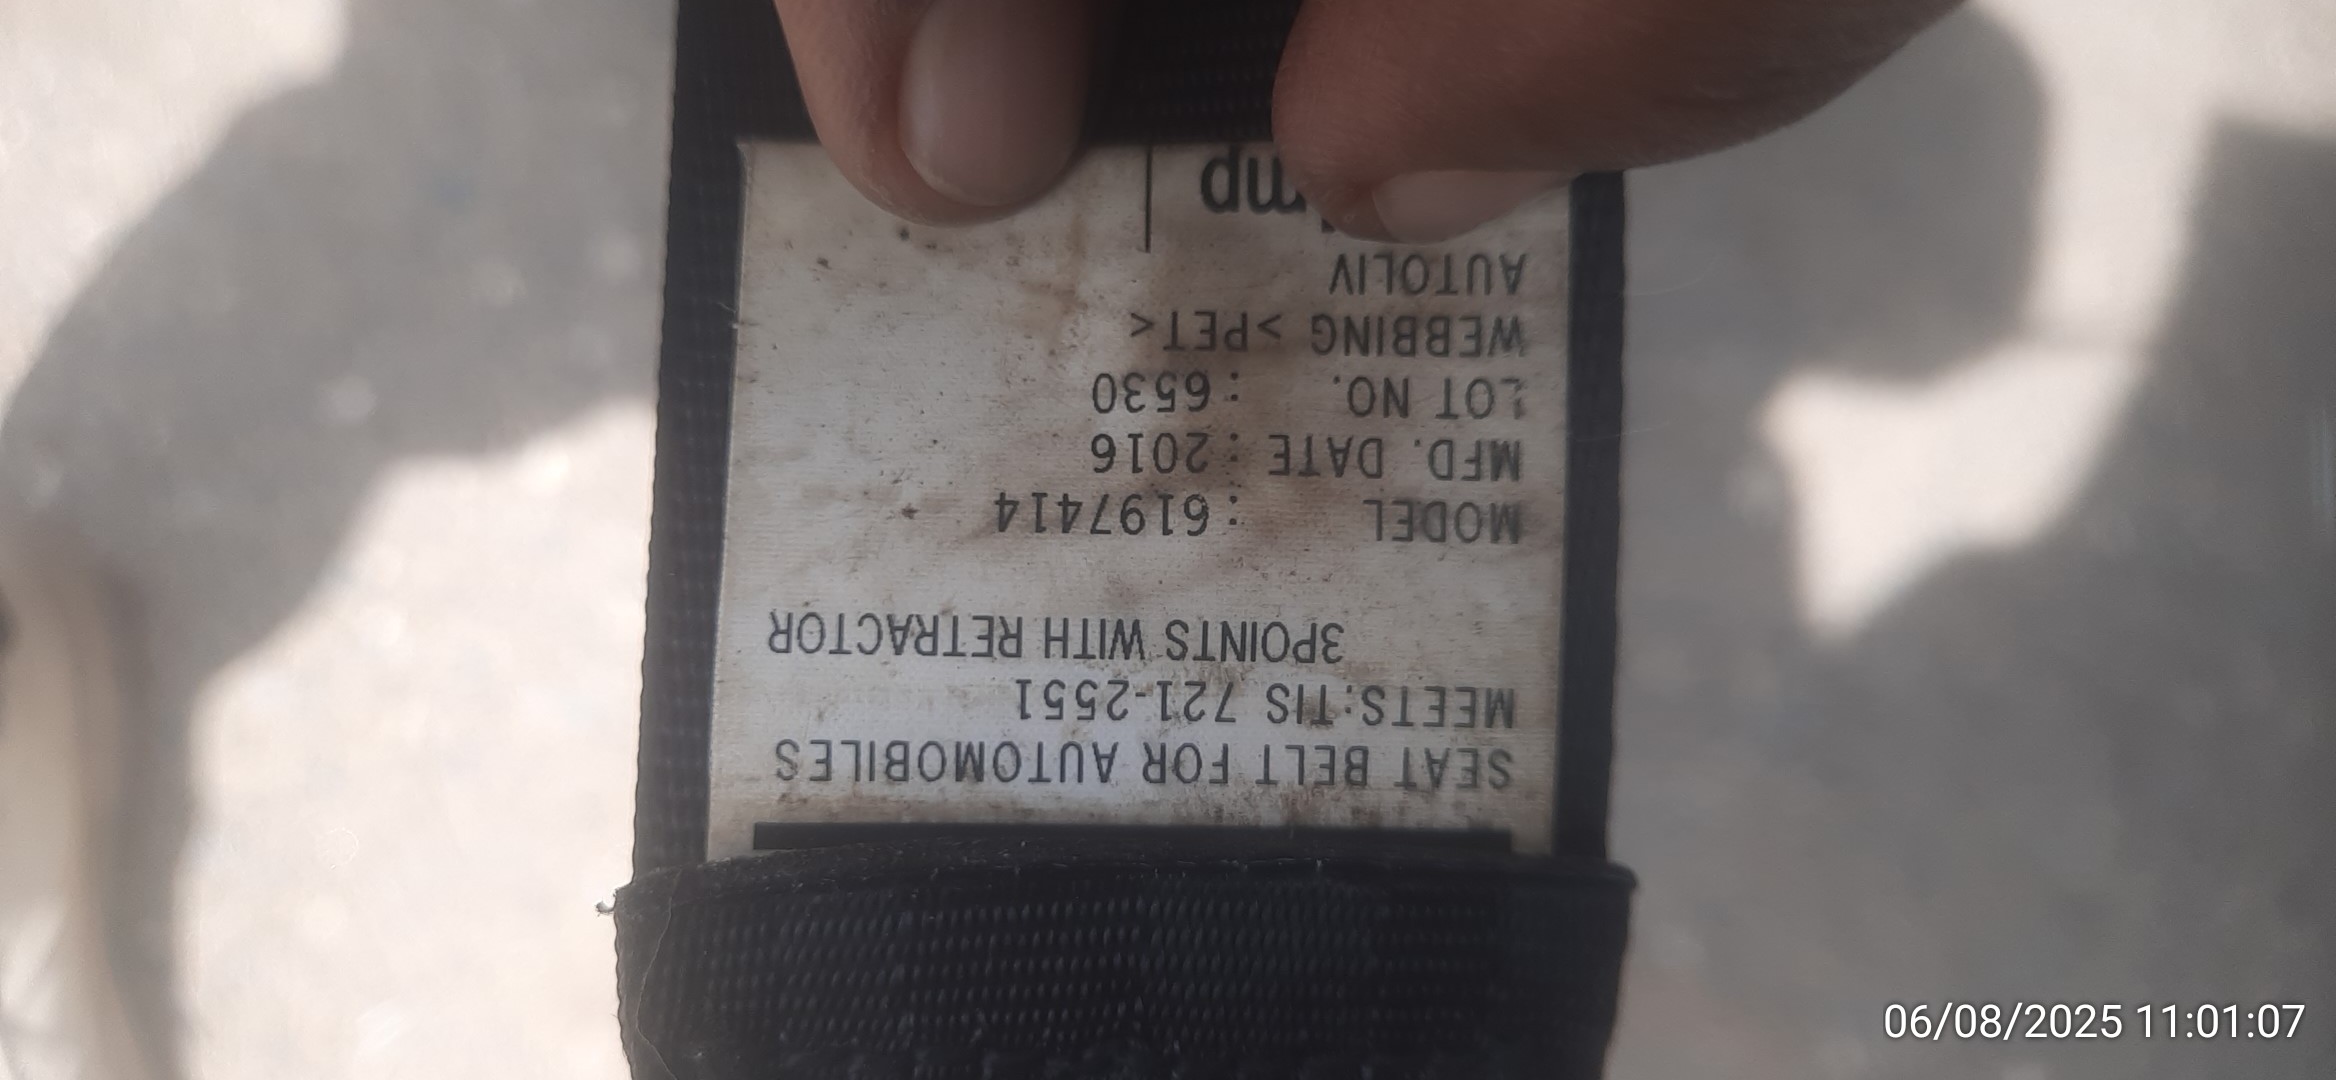 SEAT BELT FOR AUTOMOBILES
MEETS:TIS 721-2551
3POINTS WITH RETRACTOR
MODEL : 6197414
MFD. DATE : 2016
LOT NO. : 6530
WEBBING >PET<
AUTOLIV
06/08/2025 11:01:07